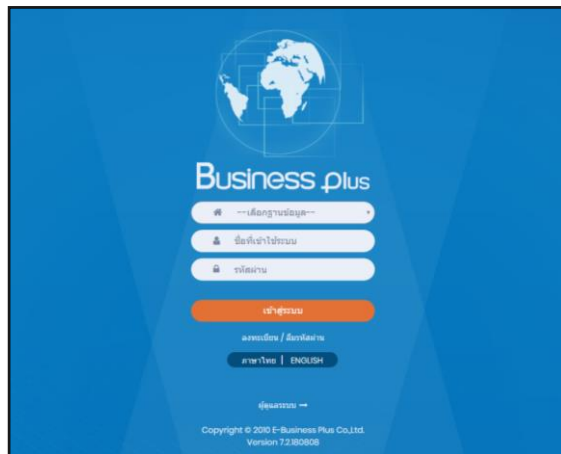 Business Plus
--เลือกฐานข้อมูล--
ชื่อที่เข้าใช้ระบบ
รหัสผ่าน
เข้าสู่ระบบ
ลงทะเบียน / ลืมรหัสผ่าน
ภาษาไทย | ENGLISH
ผู้ดูแลระบบ →
Copyright © 2010 E-Business Plus Co.,Ltd.
Version 7.2.180808